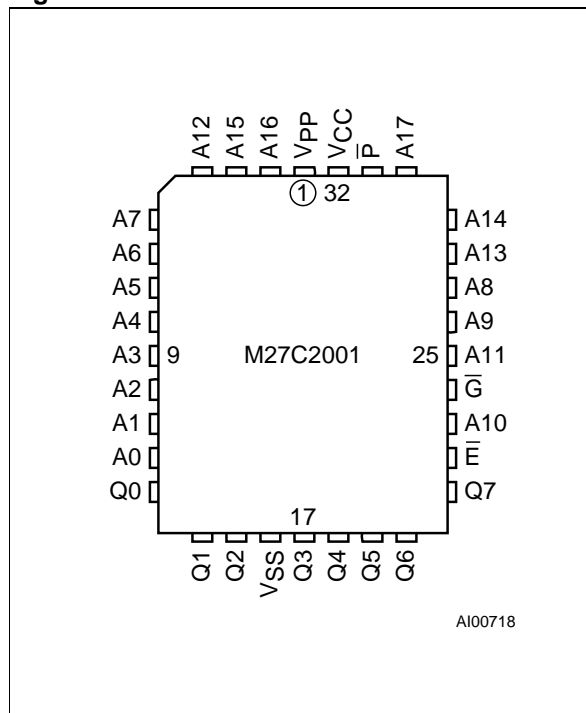 A12 A15 A16 VPP VCC P̅ A17
① 32
A7 A14
A6 A13
A5 A8
A4 A9
A3 9 M27C2001 25 A11
A2 G̅
A1 A10
A0 E̅
Q0 Q7
17
Q1 Q2 VSS Q3 Q4 Q5 Q6
AI00718